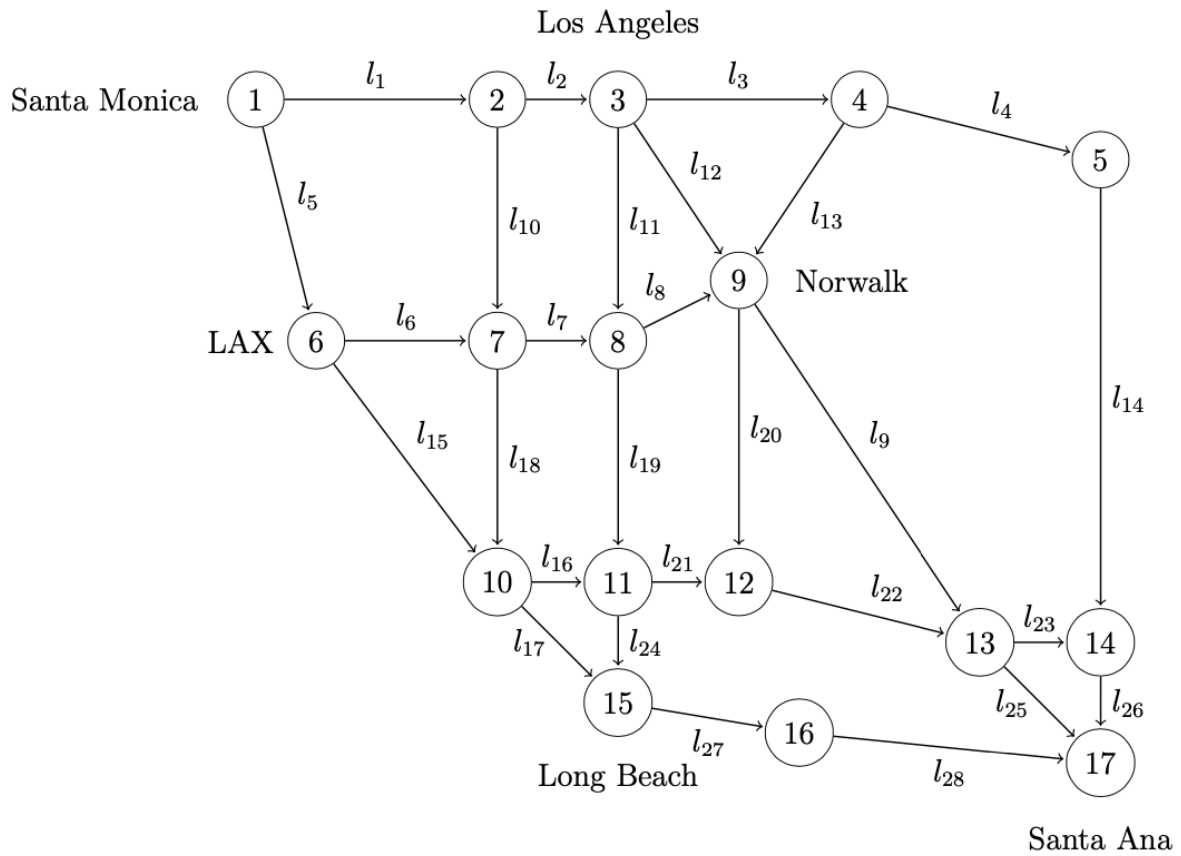 Los Angeles
l₁ l₂ l₃
Santa Monica 1 2 3 4
l₄
5
l₅ l₁₂
l₁₀ l₁₁ l₁₃
9 Norwalk
l₆ l₇ l₈
LAX 6 7 8
l₁₄
l₁₅ l₂₀ l₉
l₁₈ l₁₉
l₁₆ l₂₁
10 11 12 l₂₂
l₂₃
l₁₇ l₂₄ 13 14
15 l₂₅ l₂₆
l₂₇ 16 17
Long Beach l₂₈
Santa Ana